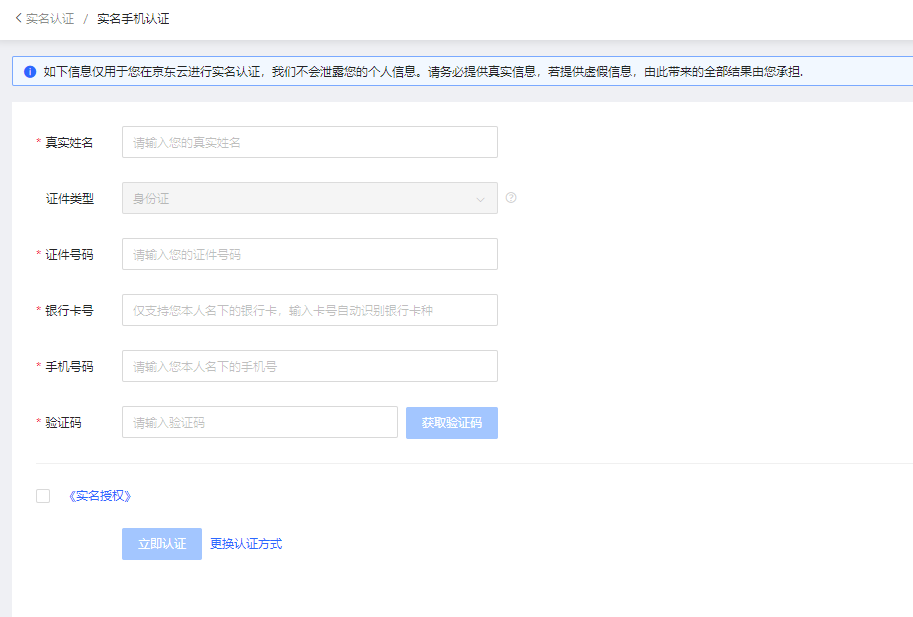 实名认证 / 实名手机认证
如下信息仅用于您在京东云进行实名认证，我们不会泄露您的个人信息。请务必提供真实信息，若提供虚假信息，由此带来的全部结果由您承担.
* 真实姓名 请输入您的真实姓名
证件类型 身份证
* 证件号码 请输入您的证件号码
* 银行卡号 仅支持您本人名下的银行卡，输入卡号自动识别银行卡种
* 手机号码 请输入您本人名下的手机号
* 验证码 请输入验证码 获取验证码
《实名授权》
立即认证 更换认证方式